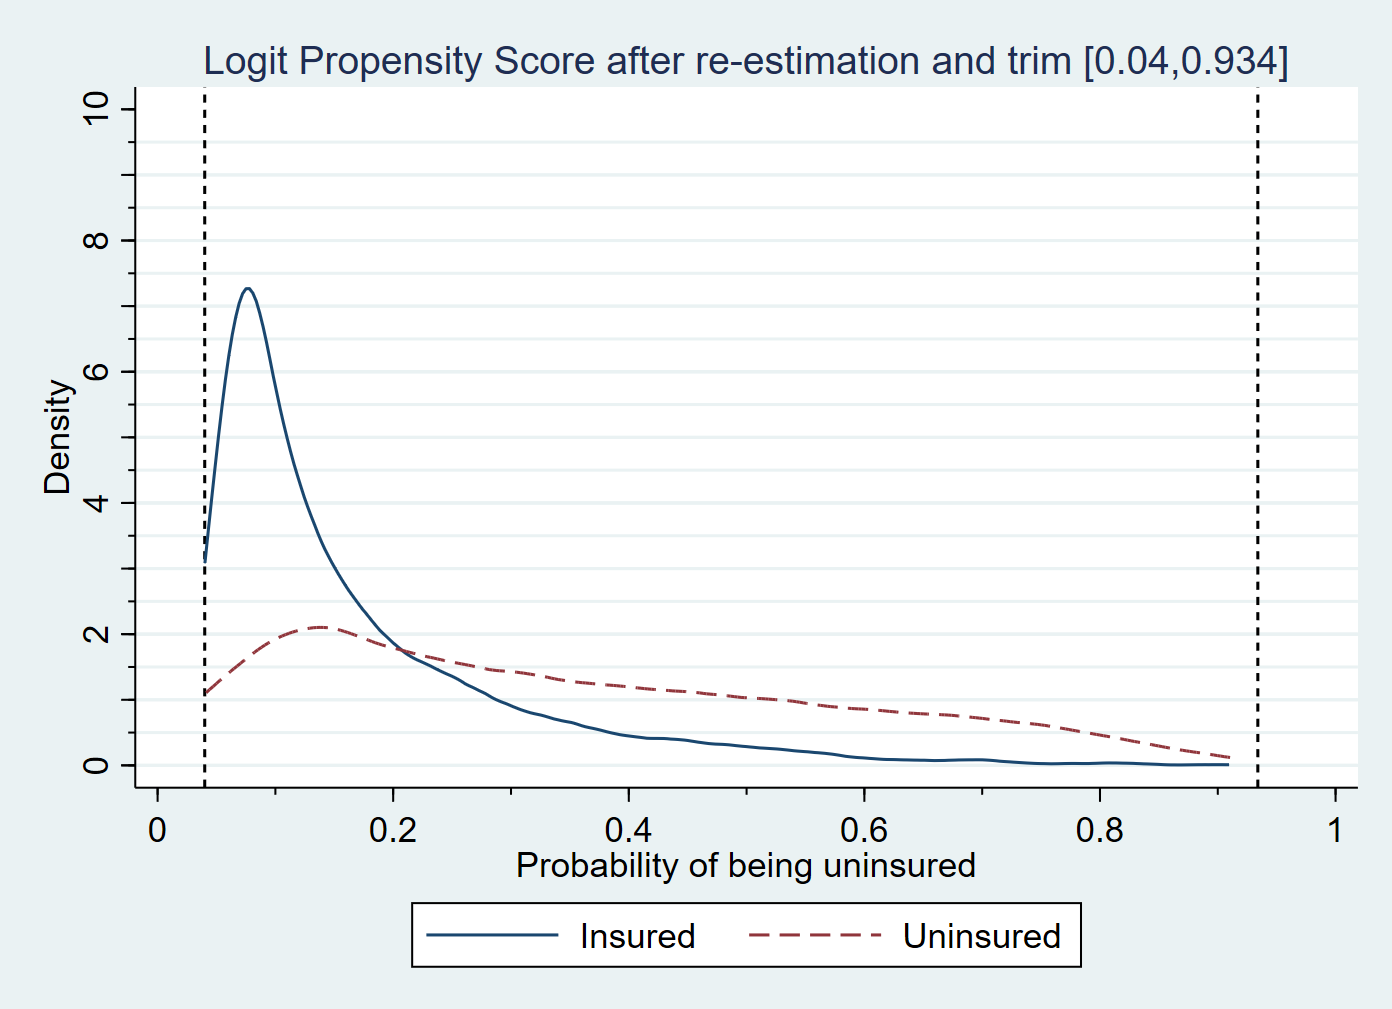 Logit Propensity Score after re-estimation and trim [0.04,0.934]
10
8
6
4
2
0
Density
0 0.2 0.4 0.6 0.8 1
Probability of being uninsured
Insured Uninsured